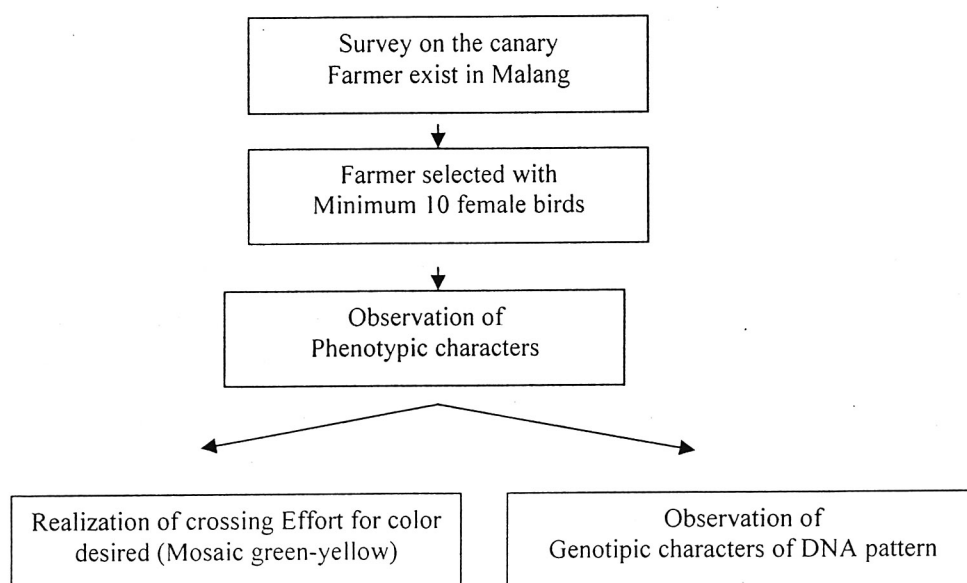 Survey on the canary
Farmer exist in Malang
Farmer selected with
Minimum 10 female birds
Observation of
Phenotypic characters
Realization of crossing Effort for color
desired (Mosaic green-yellow)
Observation of
Genotipic characters of DNA pattern